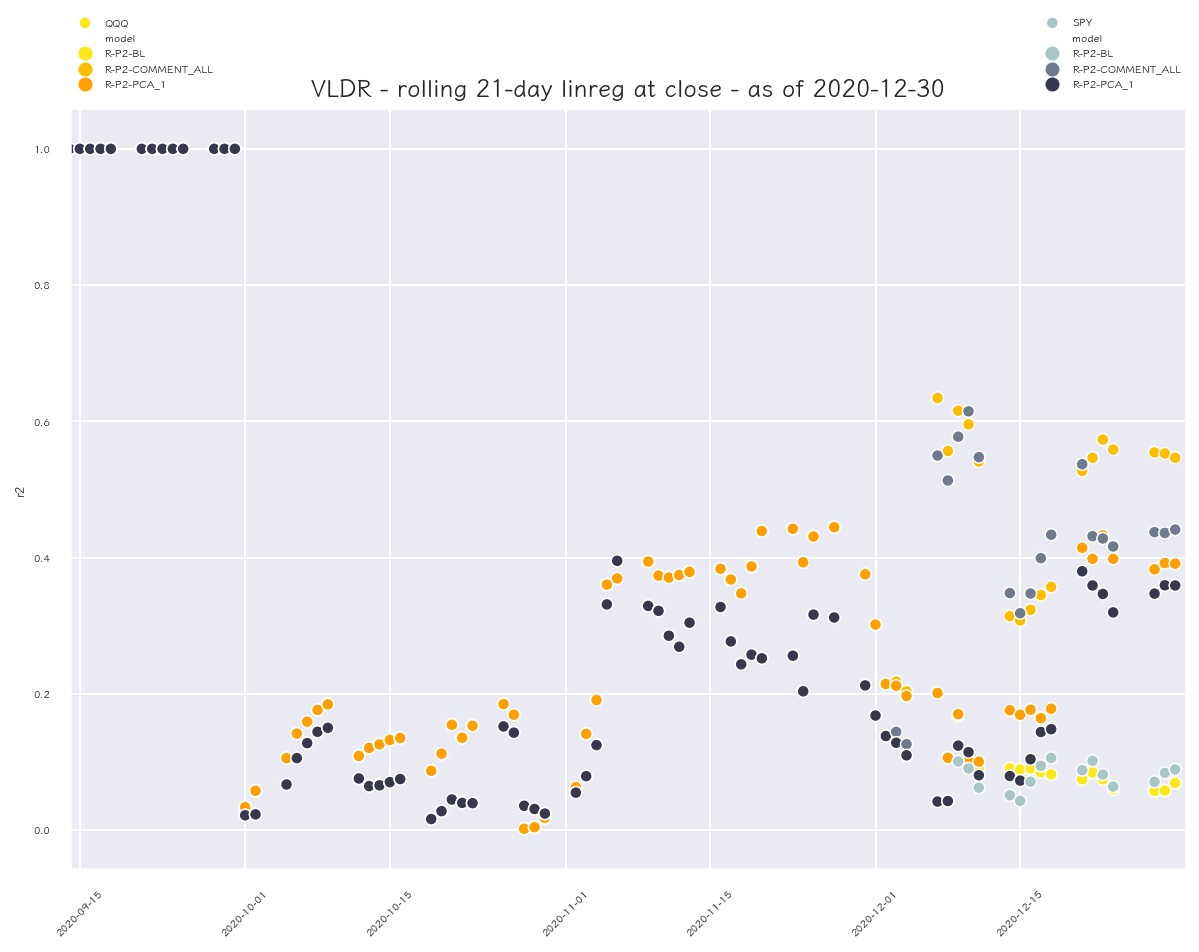 QQQ
model
R-P2-BL
R-P2-COMMENT_ALL
R-P2-PCA_1
SPY
model
R-P2-BL
R-P2-COMMENT_ALL
R-P2-PCA_1
VLDR - rolling 21-day linreg at close - as of 2020-12-30
1.0
0.8
0.6
0.4
0.2
0.0
r2
2020-09-15
2020-10-01
2020-10-15
2020-11-01
2020-11-15
2020-12-01
2020-12-15